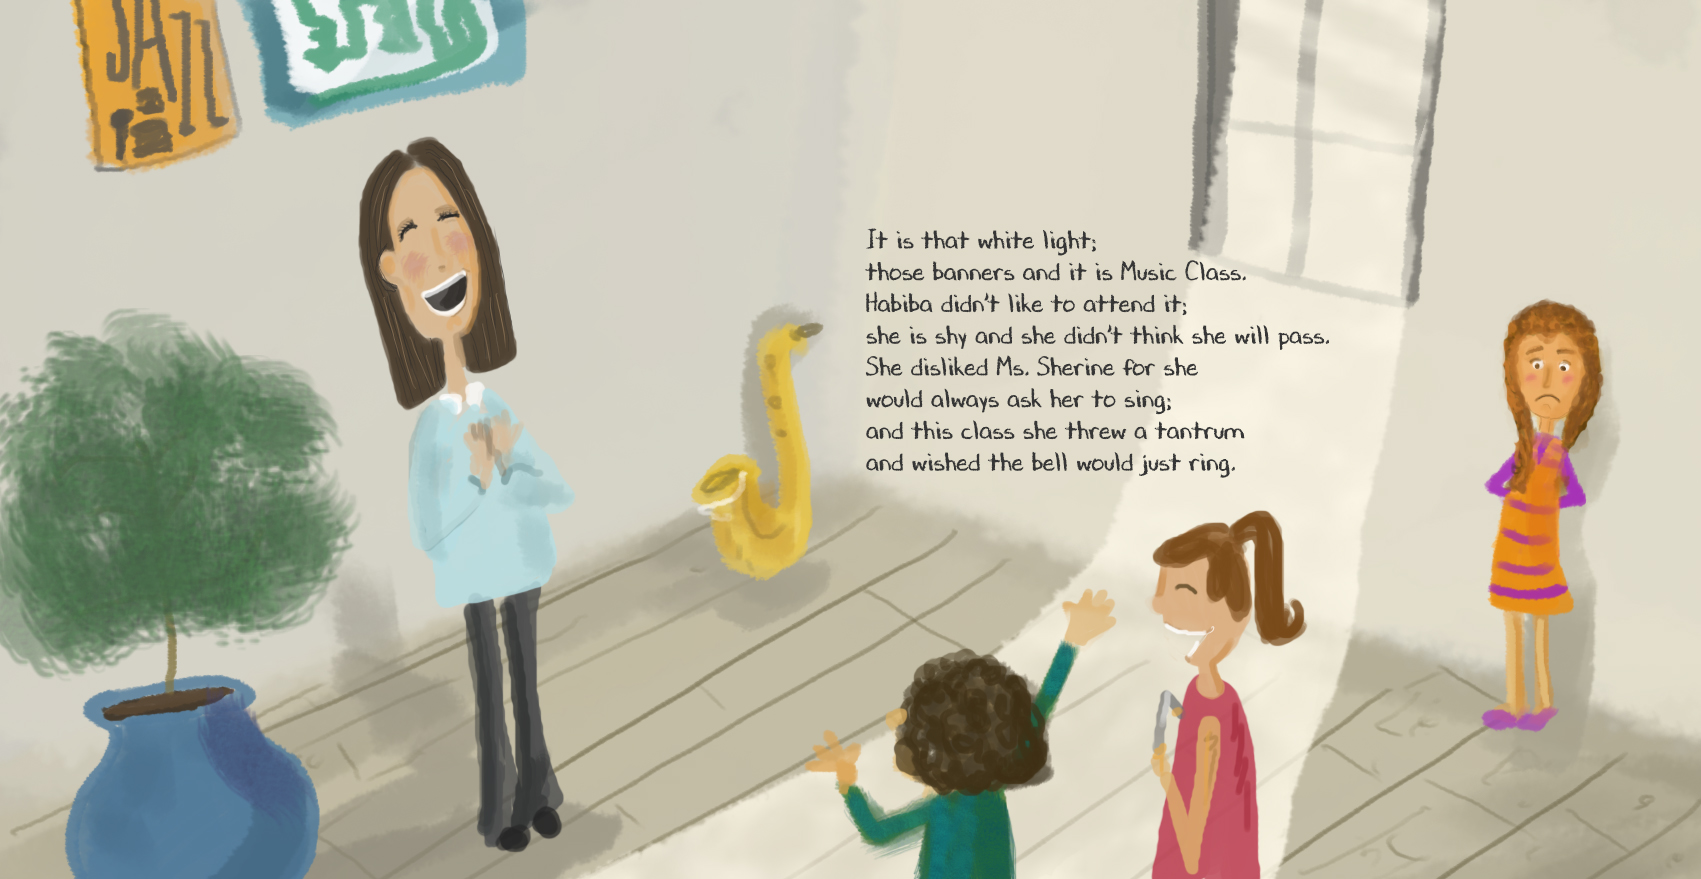 JAZZ
It is that white light;
those banners and it is Music Class.
Habiba didn't like to attend it;
she is shy and she didn't think she will pass.
She disliked Ms. Sherine for she
would always ask her to sing;
and this class she threw a tantrum
and wished the bell would just ring.